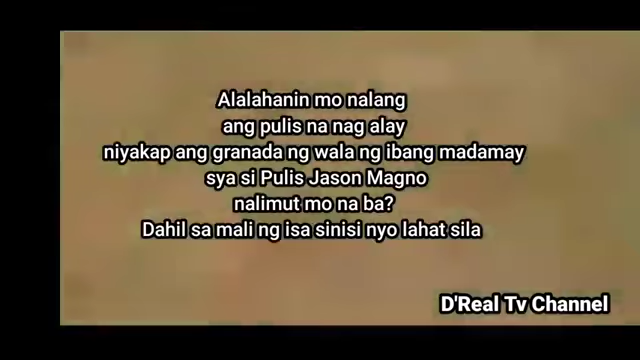 Alalahanin mo nalang
ang pulis na nag alay
niyakap ang granada ng wala ng ibang madamay
sya si Pulis Jason Magno
nalimut mo na ba?
Dahil sa mali ng isa sinisi nyo lahat sila
D'Real Tv Channel